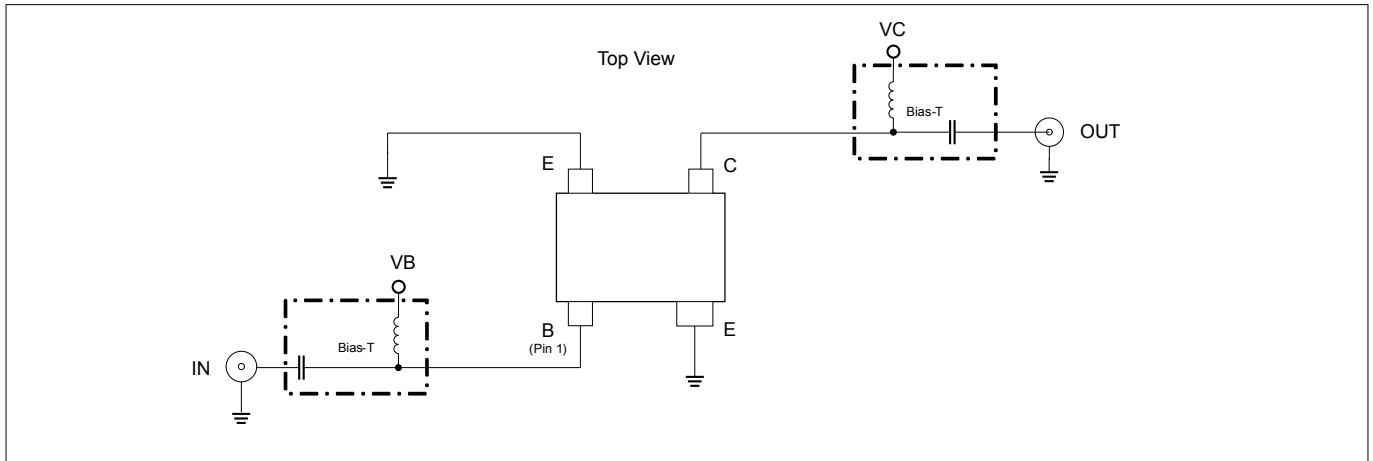 VC
Top View
Bias-T
OUT
E
C
VB
Bias-T
B
(Pin 1)
E
IN